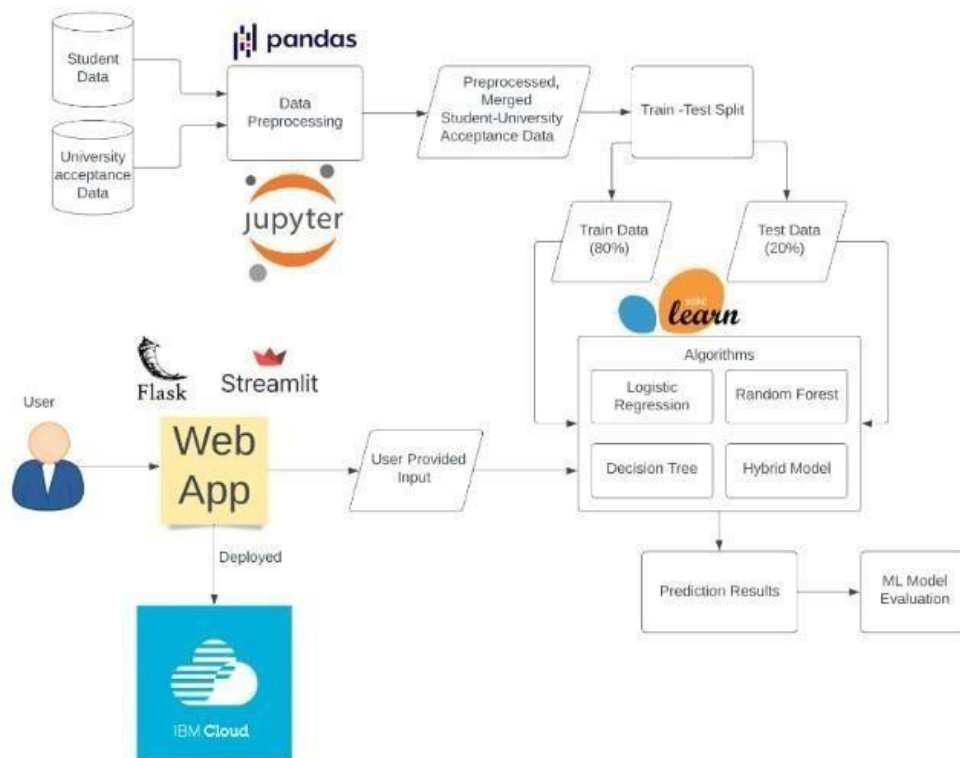 pandas
Student
Data
Data
Preprocessing
Preprocessed,
Merged
Student-University
Acceptance Data
Train -Test Split
University
acceptance
Data
jupyter
Train Data
(80%)
Test Data
(20%)
scikit
learn
Algorithms
Logistic
Regression
Random Forest
Decision Tree
Hybrid Model
Flask
Streamlit
User
Web
App
User Provided
Input
Deployed
Prediction Results
ML Model
Evaluation
IBM Cloud